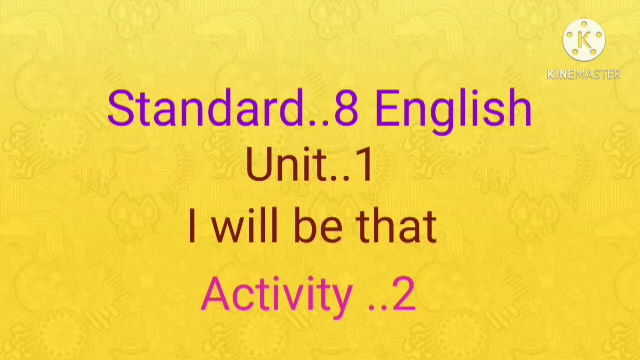 KINEMASTER
Standard..8 English
Unit..1
I will be that
Activity ..2